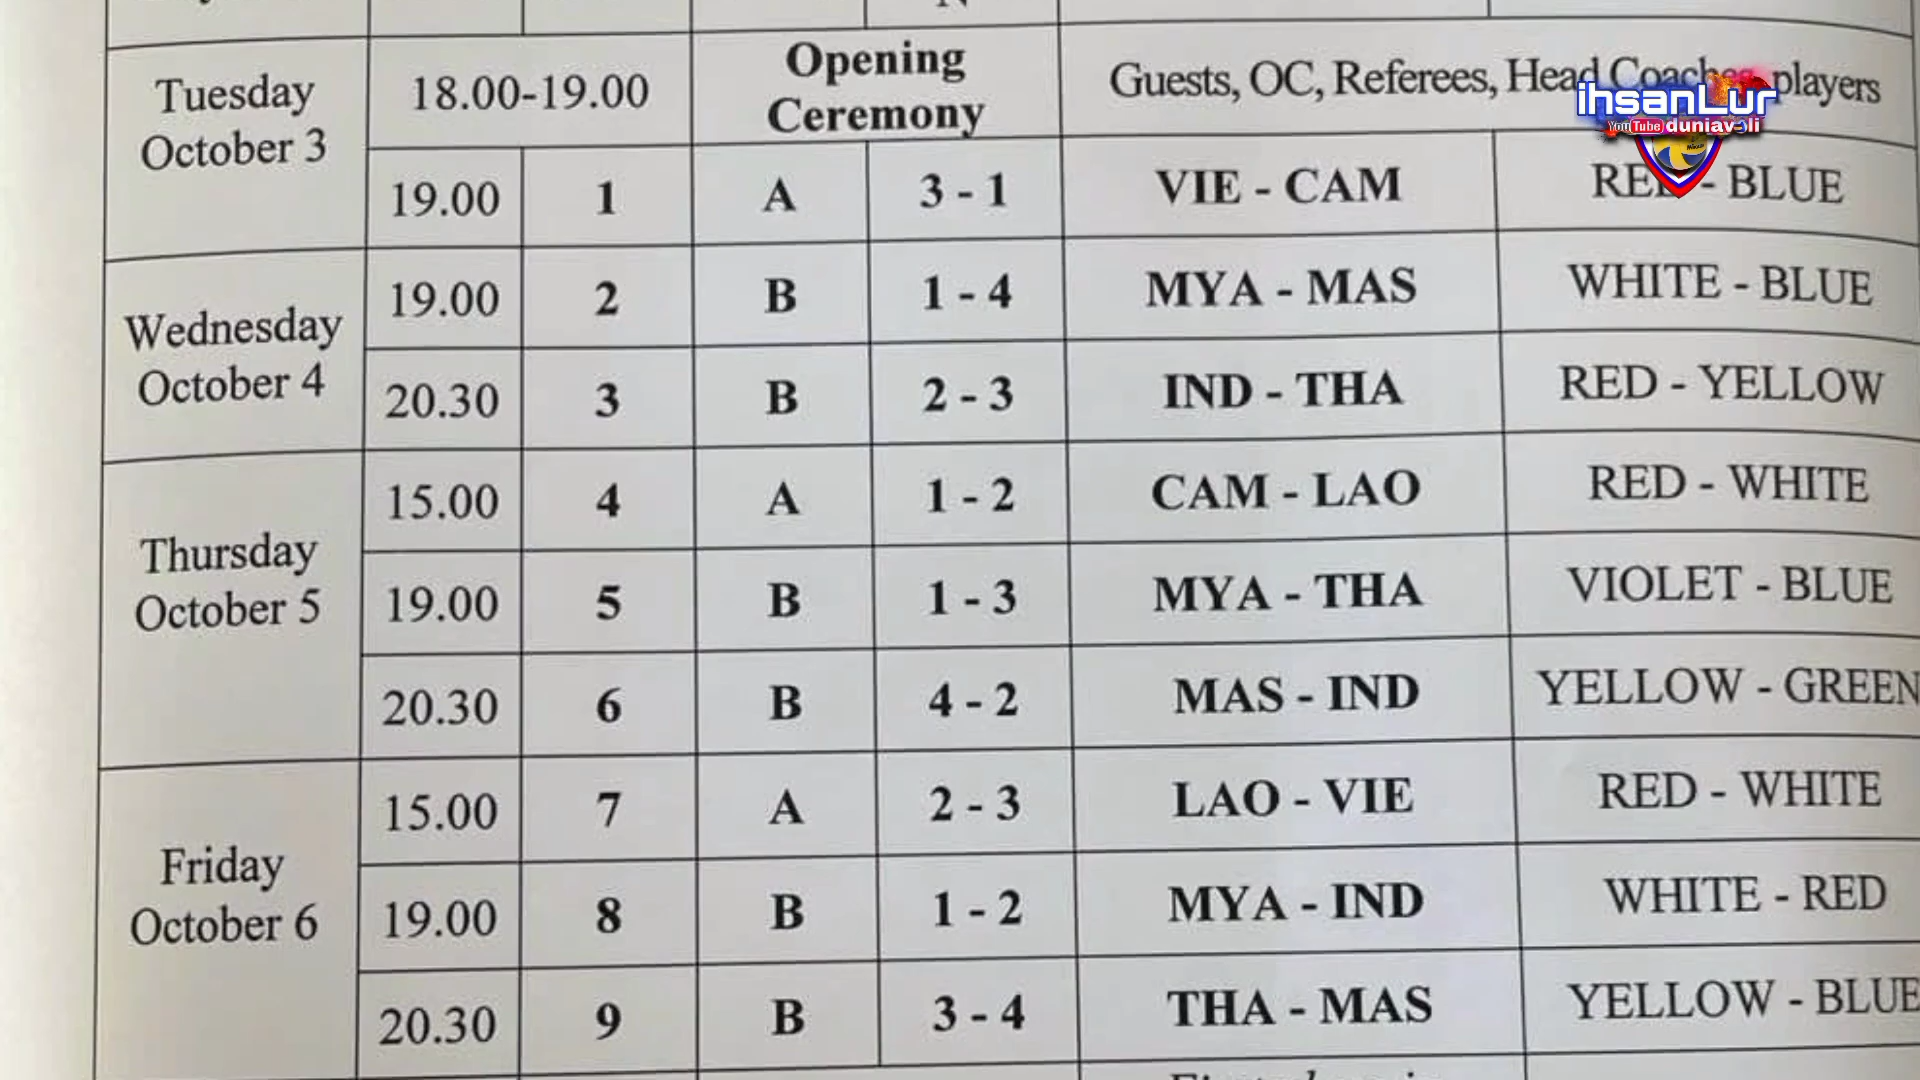 Tuesday
October 3
18.00-19.00
Opening
Ceremony
Guests, OC, Referees, Head Coaches, players
19.00 1 A 3 - 1 VIE - CAM RED - BLUE
Wednesday
October 4
19.00 2 B 1 - 4 MYA - MAS WHITE - BLUE
20.30 3 B 2 - 3 IND - THA RED - YELLOW
Thursday
October 5
15.00 4 A 1 - 2 CAM - LAO RED - WHITE
19.00 5 B 1 - 3 MYA - THA VIOLET - BLUE
20.30 6 B 4 - 2 MAS - IND YELLOW - GREEN
Friday
October 6
15.00 7 A 2 - 3 LAO - VIE RED - WHITE
19.00 8 B 1 - 2 MYA - IND WHITE - RED
20.30 9 B 3 - 4 THA - MAS YELLOW - BLUE
ihsanLur
YouTube duniavoli